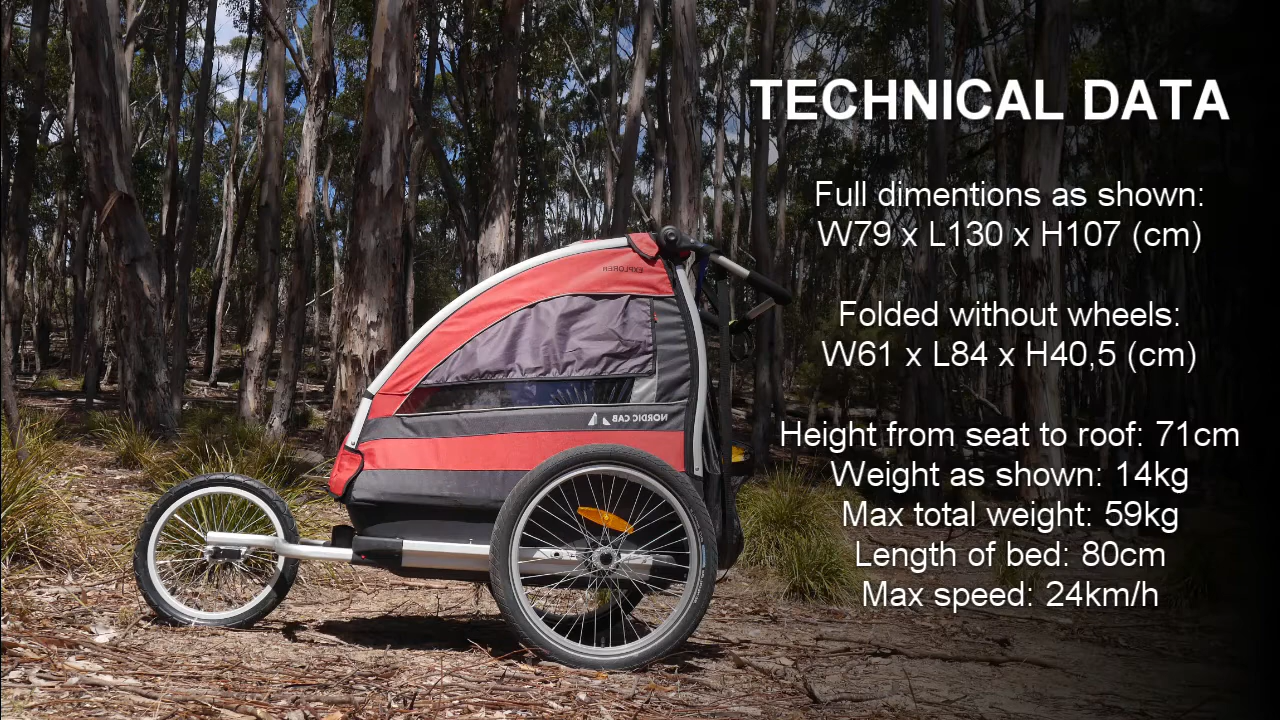 TECHNICAL DATA
Full dimentions as shown:
W79 x L130 x H107 (cm)
EXPLORER
Folded without wheels:
W61 x L84 x H40,5 (cm)
NORDIC CAB
Height from seat to roof: 71cm
Weight as shown: 14kg
Max total weight: 59kg
Length of bed: 80cm
Max speed: 24km/h